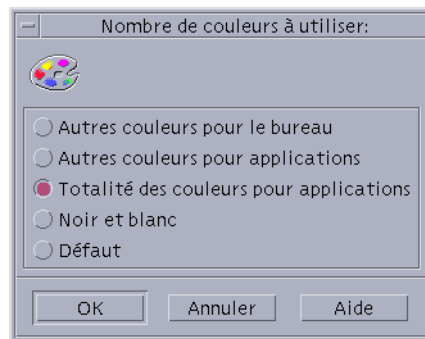 Nombre de couleurs à utiliser:
Autres couleurs pour le bureau
Autres couleurs pour applications
Totalité des couleurs pour applications
Noir et blanc
Défaut
OK Annuler Aide